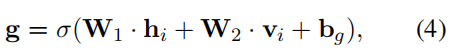 g = σ(W₁ · hᵢ + W₂ · vᵢ + b_g), (4)